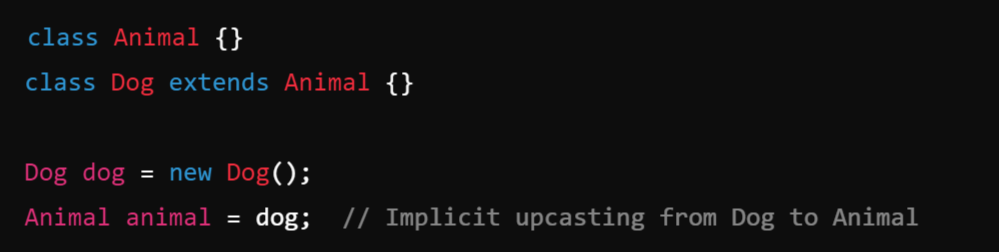 class Animal {}
class Dog extends Animal {}
Dog dog = new Dog();
Animal animal = dog;  // Implicit upcasting from Dog to Animal